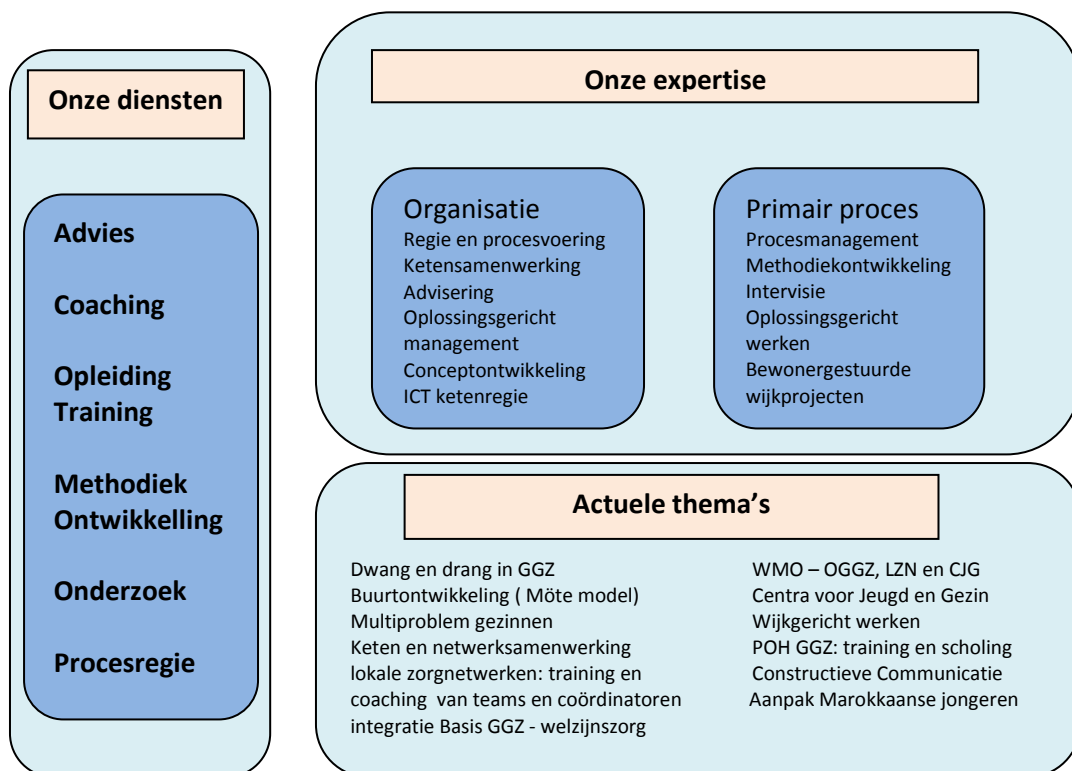 Onze diensten
Advies
Coaching
Opleiding
Training
Methodiek
Ontwikkelling
Onderzoek
Procesregie
Onze expertise
Organisatie
Regie en procesvoering
Ketensamenwerking
Advisering
Oplossingsgericht
management
Conceptontwikkeling
ICT ketenregie
Primair proces
Procesmanagement
Methodiekontwikkeling
Intervisie
Oplossingsgericht
werken
Bewonergestuurde
wijkprojecten
Actuele thema’s
Dwang en drang in GGZ
Buurtontwikkeling ( Möte model)
Multiproblem gezinnen
Keten en netwerksamenwerking
lokale zorgnetwerken: training en
coaching van teams en coördinatoren
integratie Basis GGZ - welzijnszorg
WMO – OGGZ, LZN en CJG
Centra voor Jeugd en Gezin
Wijkgericht werken
POH GGZ: training en scholing
Constructieve Communicatie
Aanpak Marokkaanse jongeren